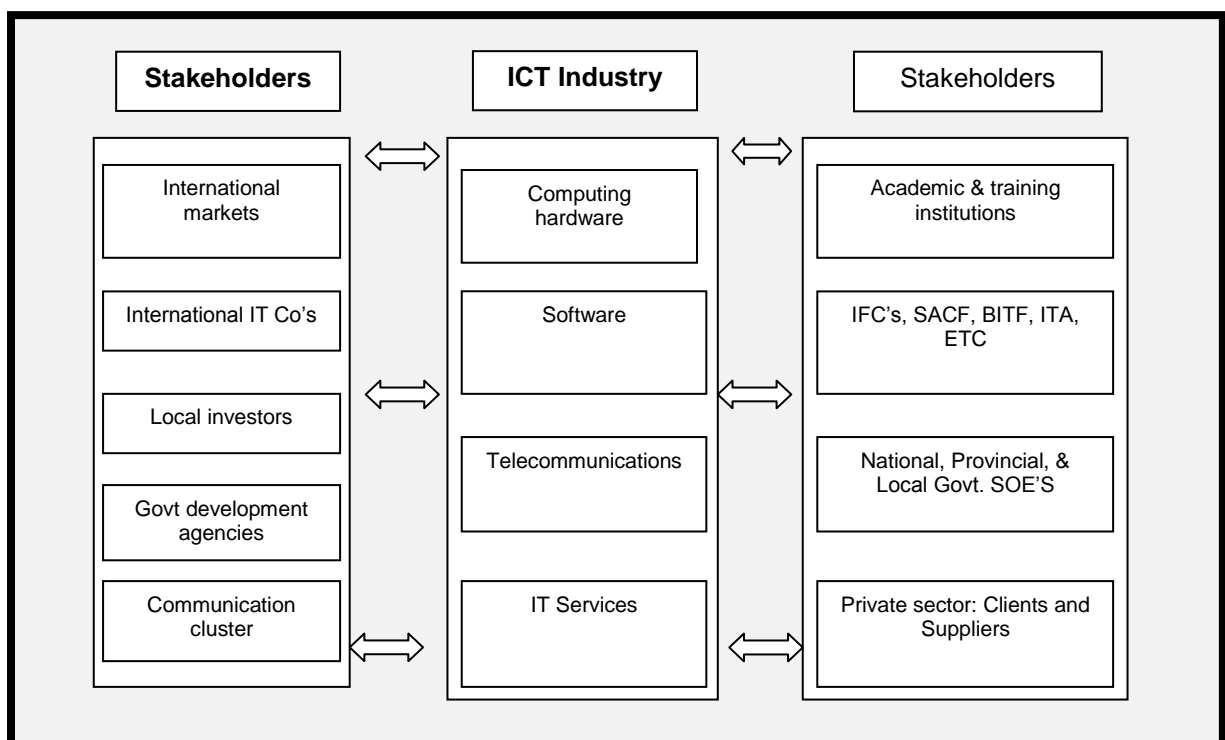 Stakeholders
ICT Industry
Stakeholders
International
markets
International IT Co’s
Local investors
Govt development
agencies
Communication
cluster
Computing
hardware
Software
Telecommunications
IT Services
Academic & training
institutions
IFC’s, SACF, BITF, ITA,
ETC
National, Provincial, &
Local Govt. SOE’S
Private sector: Clients and
Suppliers